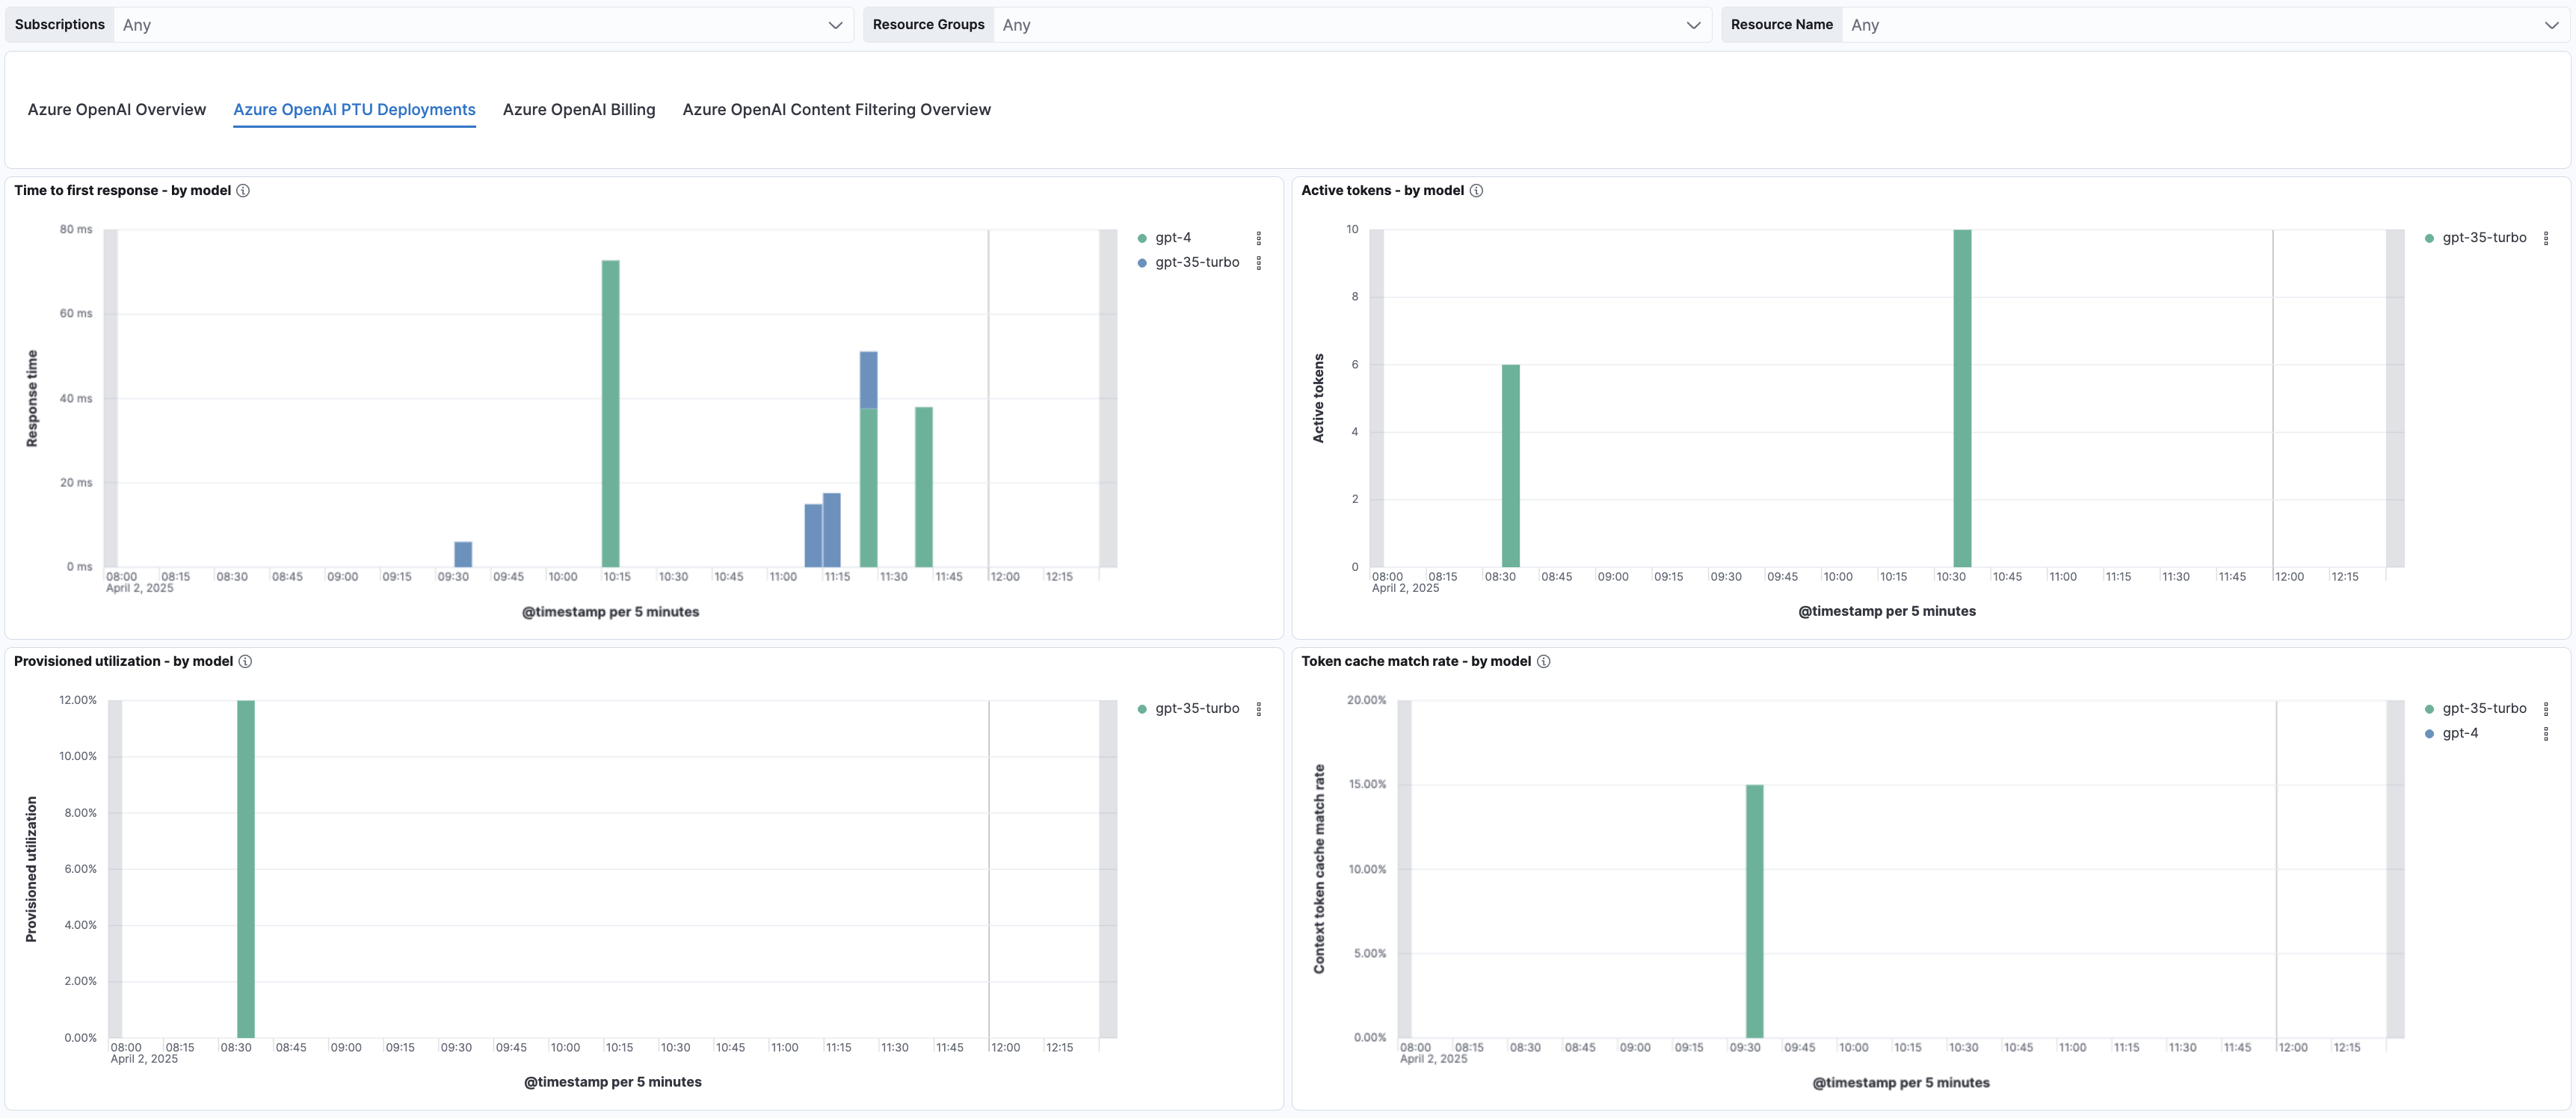 Subscriptions Any Resource Groups Any Resource Name Any
Azure OpenAI Overview Azure OpenAI PTU Deployments Azure OpenAI Billing Azure OpenAI Content Filtering Overview
Time to first response - by model
80 ms
60 ms
40 ms
20 ms
0 ms
Response time
08:00 08:15 08:30 08:45 09:00 09:15 09:30 09:45 10:00 10:15 10:30 10:45 11:00 11:15 11:30 11:45 12:00 12:15
April 2, 2025
@timestamp per 5 minutes
gpt-4
gpt-35-turbo
Active tokens - by model
10
8
6
4
2
0
Active tokens
08:00 08:15 08:30 08:45 09:00 09:15 09:30 09:45 10:00 10:15 10:30 10:45 11:00 11:15 11:30 11:45 12:00 12:15
April 2, 2025
@timestamp per 5 minutes
gpt-35-turbo
Provisioned utilization - by model
12.00%
10.00%
8.00%
6.00%
4.00%
2.00%
0.00%
Provisioned utilization
08:00 08:15 08:30 08:45 09:00 09:15 09:30 09:45 10:00 10:15 10:30 10:45 11:00 11:15 11:30 11:45 12:00 12:15
April 2, 2025
@timestamp per 5 minutes
gpt-35-turbo
Token cache match rate - by model
20.00%
15.00%
10.00%
5.00%
0.00%
Context token cache match rate
08:00 08:15 08:30 08:45 09:00 09:15 09:30 09:45 10:00 10:15 10:30 10:45 11:00 11:15 11:30 11:45 12:00 12:15
April 2, 2025
@timestamp per 5 minutes
gpt-35-turbo
gpt-4